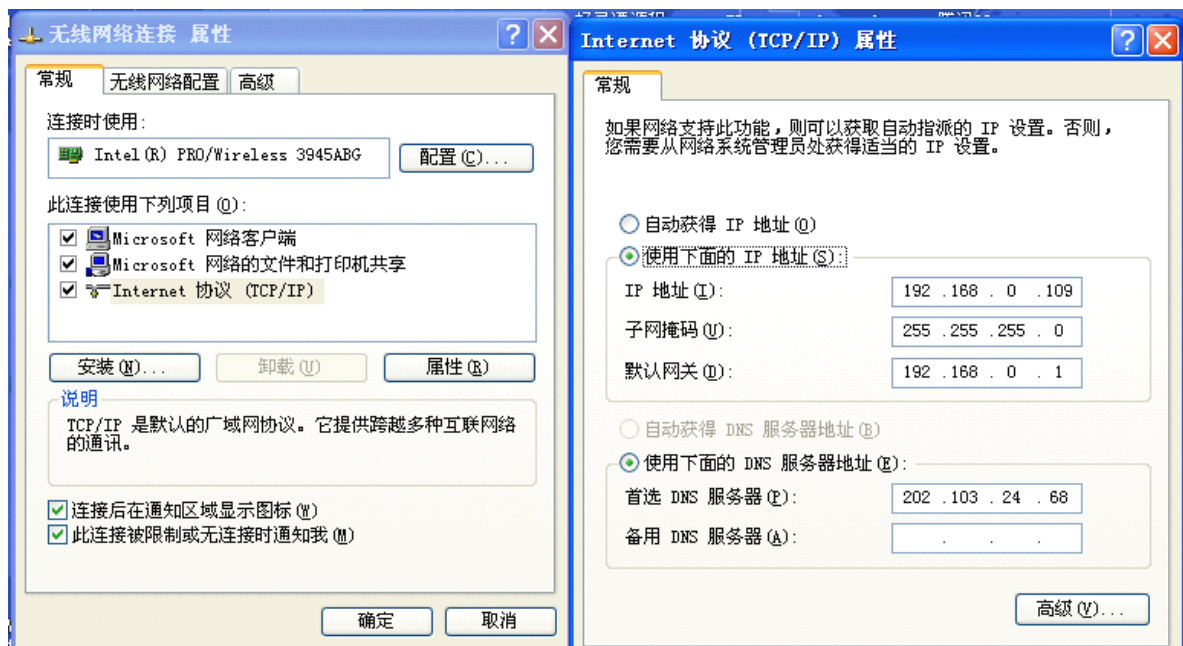 无线网络连接 属性
常规
无线网络配置
高级
连接时使用:
Intel(R) PRO/Wireless 3945ABG
配置(C)...
此连接使用下列项目(O):
Microsoft 网络客户端
Microsoft 网络的文件和打印机共享
Internet 协议 (TCP/IP)
安装(N)...
卸载(U)
属性(R)
说明
TCP/IP 是默认的广域网协议。它提供跨越多种互联网络
的通讯。
连接后在通知区域显示图标(W)
此连接被限制或无连接时通知我(M)
确定
取消
Internet 协议 (TCP/IP) 属性
常规
如果网络支持此功能,则可以获取自动指派的 IP 设置。否则,
您需要从网络系统管理员处获得适当的 IP 设置。
自动获得 IP 地址(O)
使用下面的 IP 地址(S):
IP 地址(I):
192 .168 . 0 .109
子网掩码(U):
255 .255 .255 . 0
默认网关(D):
192 .168 . 0 . 1
自动获得 DNS 服务器地址(B)
使用下面的 DNS 服务器地址(E):
首选 DNS 服务器(P):
202 .103 . 24 . 68
备用 DNS 服务器(A):
. . .
高级(V)...